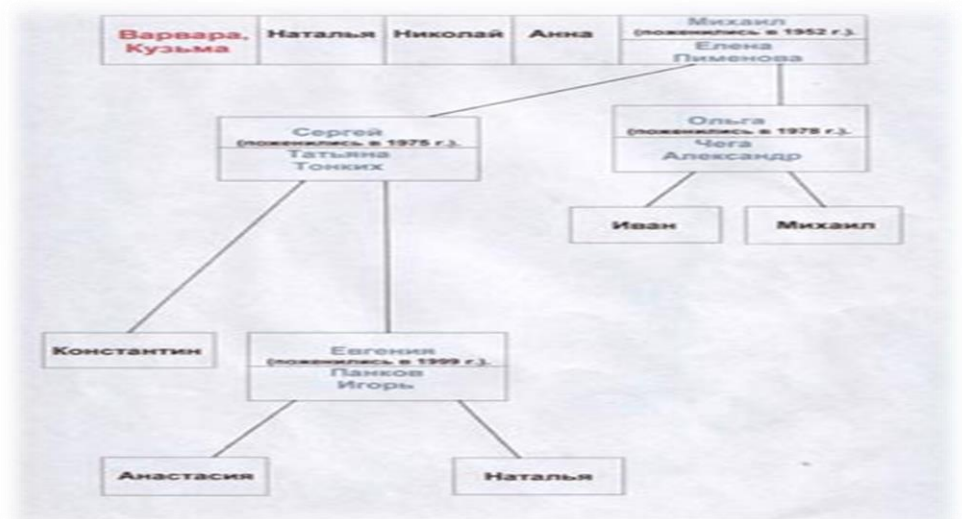 Варвара,
Кузьма
Наталья
Николай
Анна
Михаил
(поженились в 1952 г.).
Елена
Пименова
Сергей
(поженились в 1975 г.).
Татьяна
Тонких
Ольга
(поженились в 1978 г.).
Чега
Александр
Иван
Михаил
Константин
Евгения
(поженились в 1999 г.).
Панков
Игорь
Анастасия
Наталья